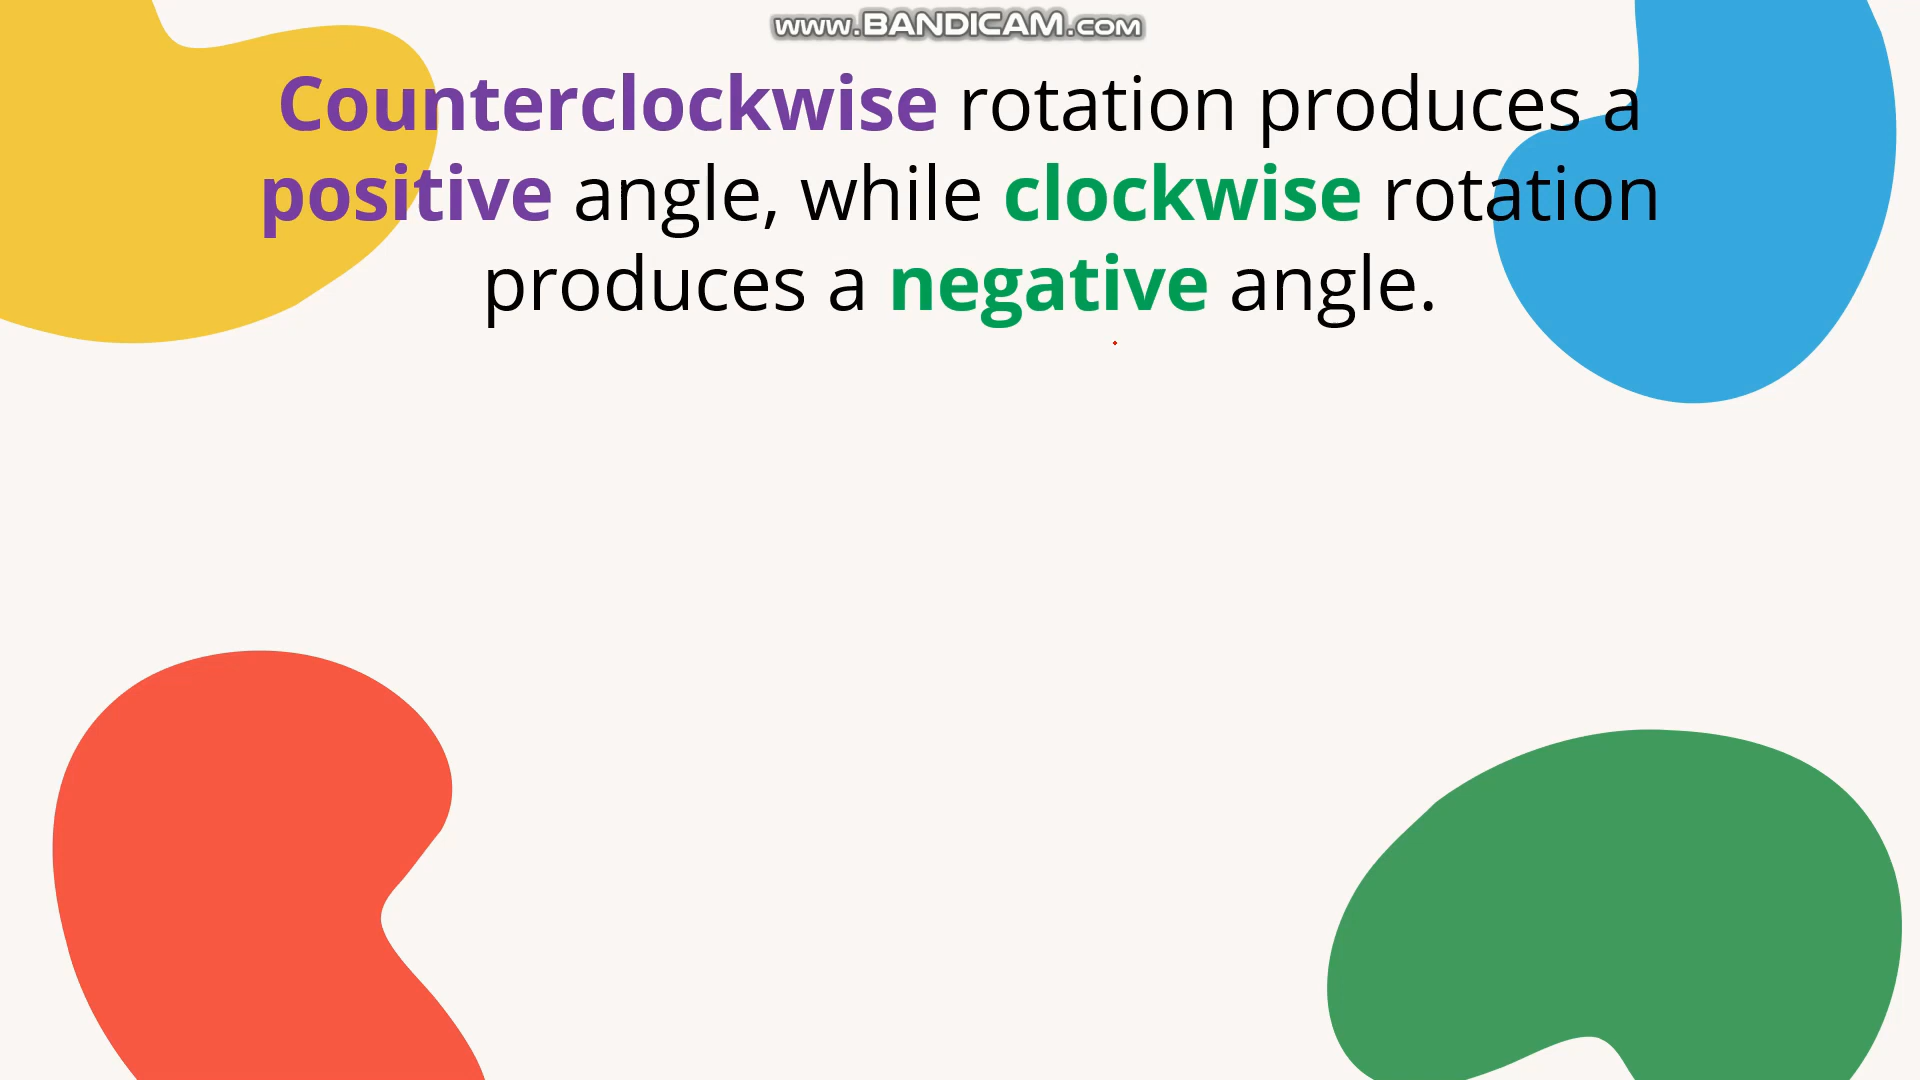 www.BANDICAM.com
Counterclockwise rotation produces a
positive angle, while clockwise rotation
produces a negative angle.